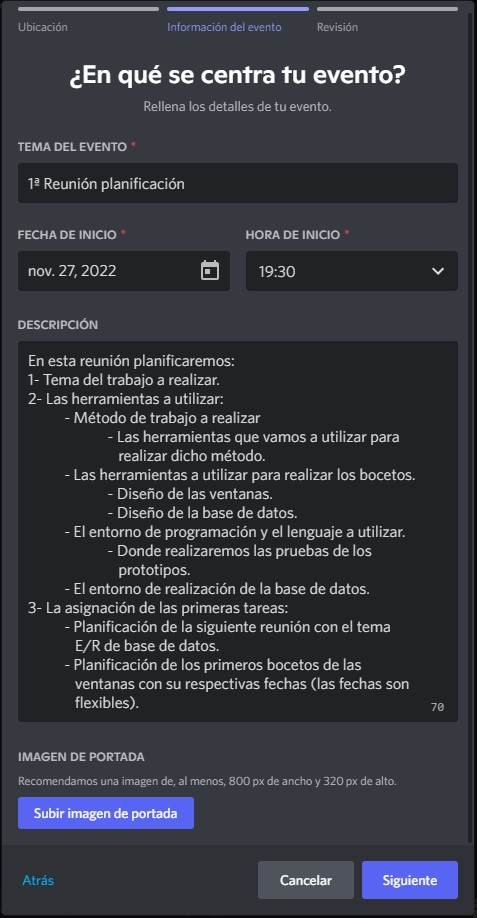 Ubicación
Información del evento
Revisión
¿En qué se centra tu evento?
Rellena los detalles de tu evento.
TEMA DEL EVENTO *
1ª Reunión planificación
FECHA DE INICIO *
HORA DE INICIO *
nov. 27, 2022
19:30
DESCRIPCIÓN
En esta reunión planificaremos:
1- Tema del trabajo a realizar.
2- Las herramientas a utilizar:
- Método de trabajo a realizar
- Las herramientas que vamos a utilizar para
realizar dicho método.
- Las herramientas a utilizar para realizar los bocetos.
- Diseño de las ventanas.
- Diseño de la base de datos.
- El entorno de programación y el lenguaje a utilizar.
- Donde realizaremos las pruebas de los
prototipos.
- El entorno de realización de la base de datos.
3- La asignación de las primeras tareas:
- Planificación de la siguiente reunión con el tema
E/R de base de datos.
- Planificación de los primeros bocetos de las
ventanas con su respectivas fechas (las fechas son
flexibles).
70
IMAGEN DE PORTADA
Recomendamos una imagen de, al menos, 800 px de ancho y 320 px de alto.
Subir imagen de portada
Atrás
Cancelar
Siguiente